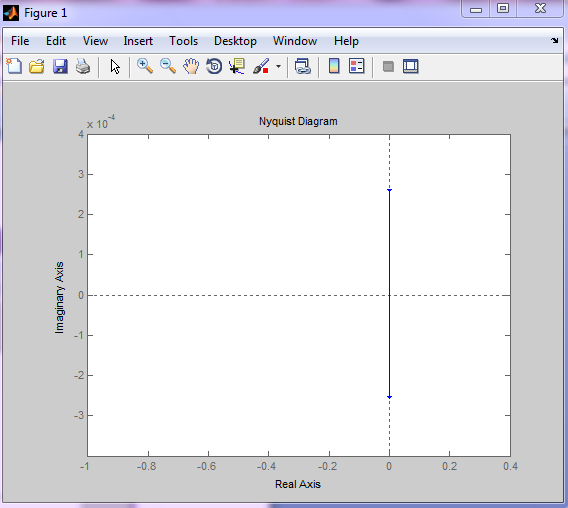 Figure 1
File Edit View Insert Tools Desktop Window Help
x 10^-4
Nyquist Diagram
4
3
2
1
0
-1
-2
-3
Imaginary Axis
-1 -0.8 -0.6 -0.4 -0.2 0 0.2 0.4
Real Axis